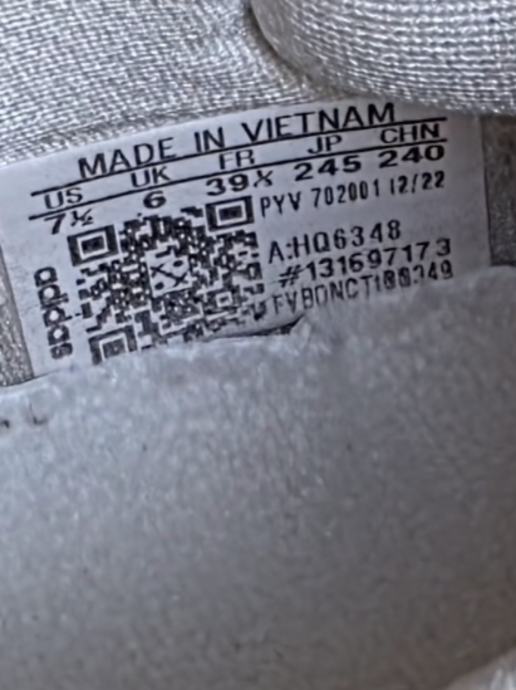 MADE IN VIETNAM
US UK FR JP CHN
7½ 6 39⅓ 245 240
PYV 702001 12/22
A:HQ6348
#131697173